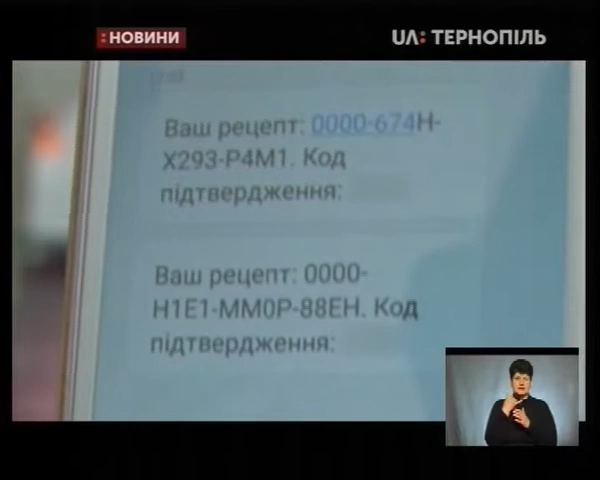 :НОВИНИ
UA: ТЕРНОПІЛЬ
Ваш рецепт: 0000-674H-
X293-P4M1. Код
підтвердження:
Ваш рецепт: 0000-
H1E1-MM0P-88EH. Код
підтвердження: